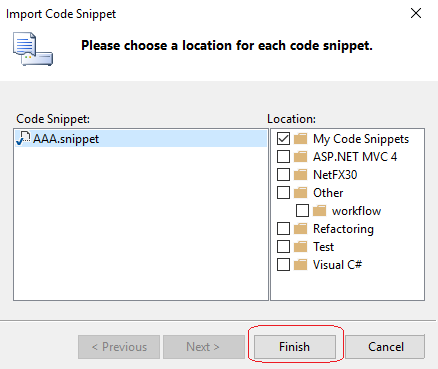 Import Code Snippet
Please choose a location for each code snippet.
Code Snippet:
Location:
AAA.snippet
My Code Snippets
ASP.NET MVC 4
NetFX30
Other
workflow
Refactoring
Test
Visual C#
< Previous
Next >
Finish
Cancel